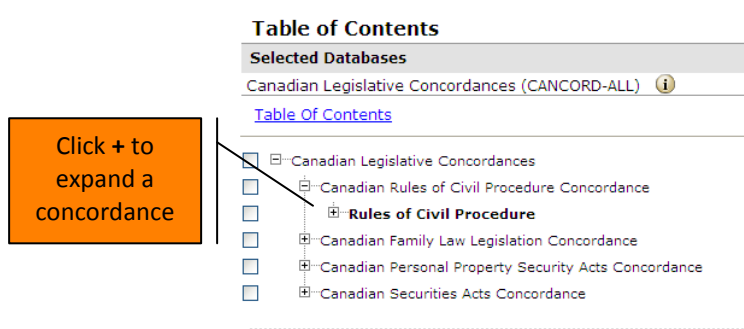 Table of Contents
Selected Databases
Canadian Legislative Concordances (CANCORD-ALL) i
Table Of Contents
Click + to
expand a
concordance
Canadian Legislative Concordances
Canadian Rules of Civil Procedure Concordance
Rules of Civil Procedure
Canadian Family Law Legislation Concordance
Canadian Personal Property Security Acts Concordance
Canadian Securities Acts Concordance